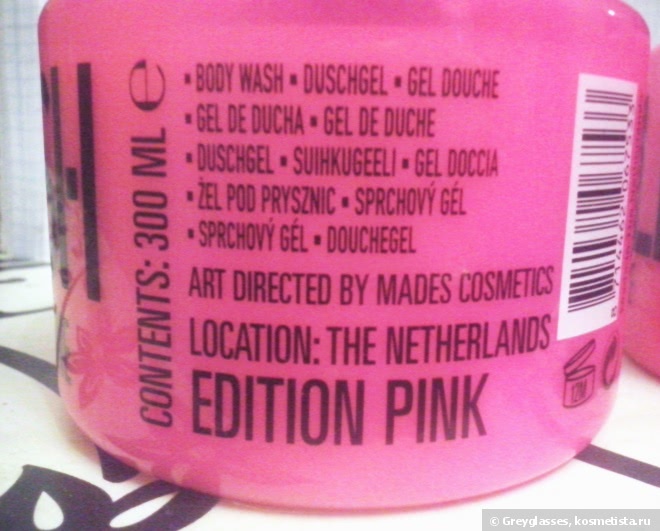 ▪ BODY WASH ▪ DUSCHGEL ▪ GEL DOUCHE
▪ GEL DE DUCHA ▪ GEL DE DUCHE
▪ DUSCHGEL ▪ SUIHKUGEELI ▪ GEL DOCCIA
▪ ŻEL POD PRYSZNIC ▪ SPRCHOVÝ GÉL
▪ SPRCHOVÝ GÉL ▪ DOUCHEGEL
ART DIRECTED BY MADES COSMETICS
LOCATION: THE NETHERLANDS
EDITION PINK
CONTENTS: 300 ML e
12M
© Greyglasses, kosmetista.ru